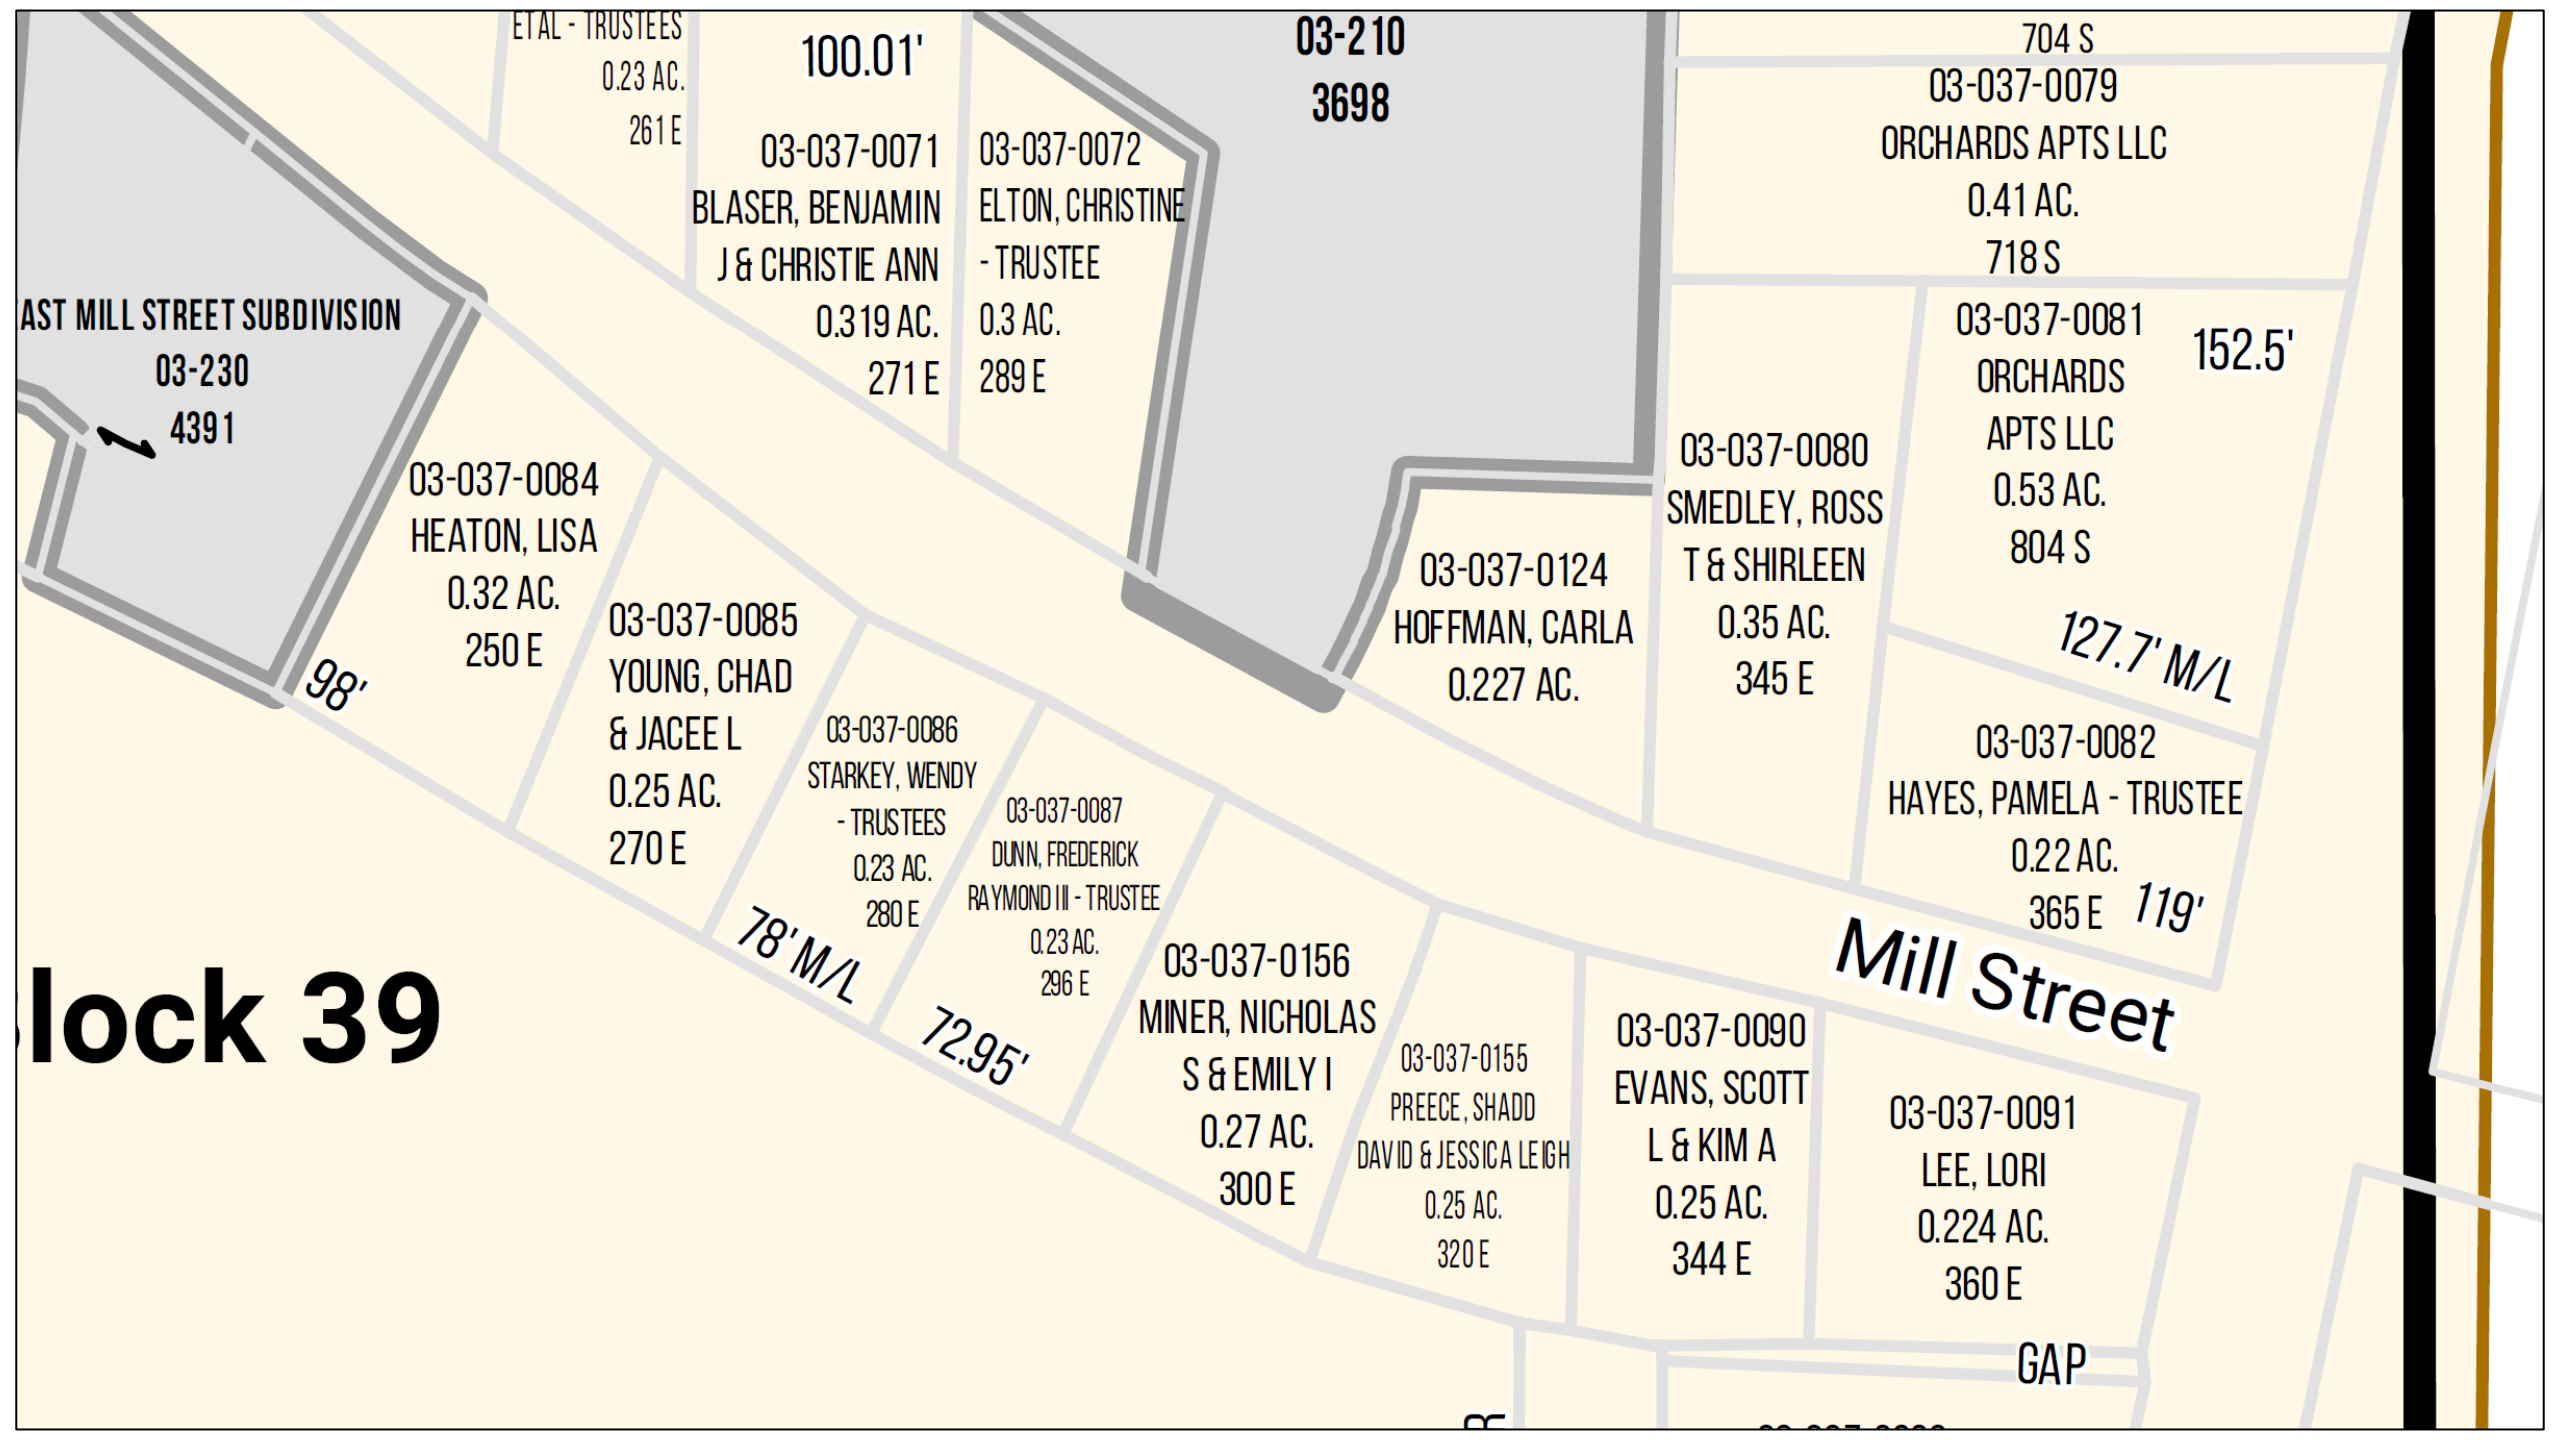 ET AL - TRUSTEES
0.23 AC.
261 E
100.01'
03-037-0071
BLASER, BENJAMIN
J & CHRISTIE ANN
0.319 AC.
271 E
03-037-0072
ELTON, CHRISTINE
- TRUSTEE
0.3 AC.
289 E
03-210
3698
704 S
03-037-0079
ORCHARDS APTS LLC
0.41 AC.
718 S
03-037-0081
ORCHARDS
APTS LLC
0.53 AC.
804 S
152.5'
127.7' M/L
EAST MILL STREET SUBDIVISION
03-230
4391
03-037-0084
HEATON, LISA
0.32 AC.
250 E
98'
03-037-0085
YOUNG, CHAD
& JACEE L
0.25 AC.
270 E
03-037-0124
HOFFMAN, CARLA
0.227 AC.
03-037-0080
SMEDLEY, ROSS
T & SHIRLEEN
0.35 AC.
345 E
03-037-0082
HAYES, PAMELA - TRUSTEE
0.22 AC.
365 E
119'
03-037-0086
STARKEY, WENDY
- TRUSTEES
0.23 AC.
280 E
78' M/L
03-037-0087
DUNN, FREDERICK
RAYMOND III - TRUSTEE
0.23 AC.
296 E
72.95'
Mill Street
lock 39
03-037-0156
MINER, NICHOLAS
S & EMILY I
0.27 AC.
300 E
03-037-0155
PREECE, SHADD
DAVID & JESSICA LEIGH
0.25 AC.
320 E
03-037-0090
EVANS, SCOTT
L & KIM A
0.25 AC.
344 E
03-037-0091
LEE, LORI
0.224 AC.
360 E
GAP
R